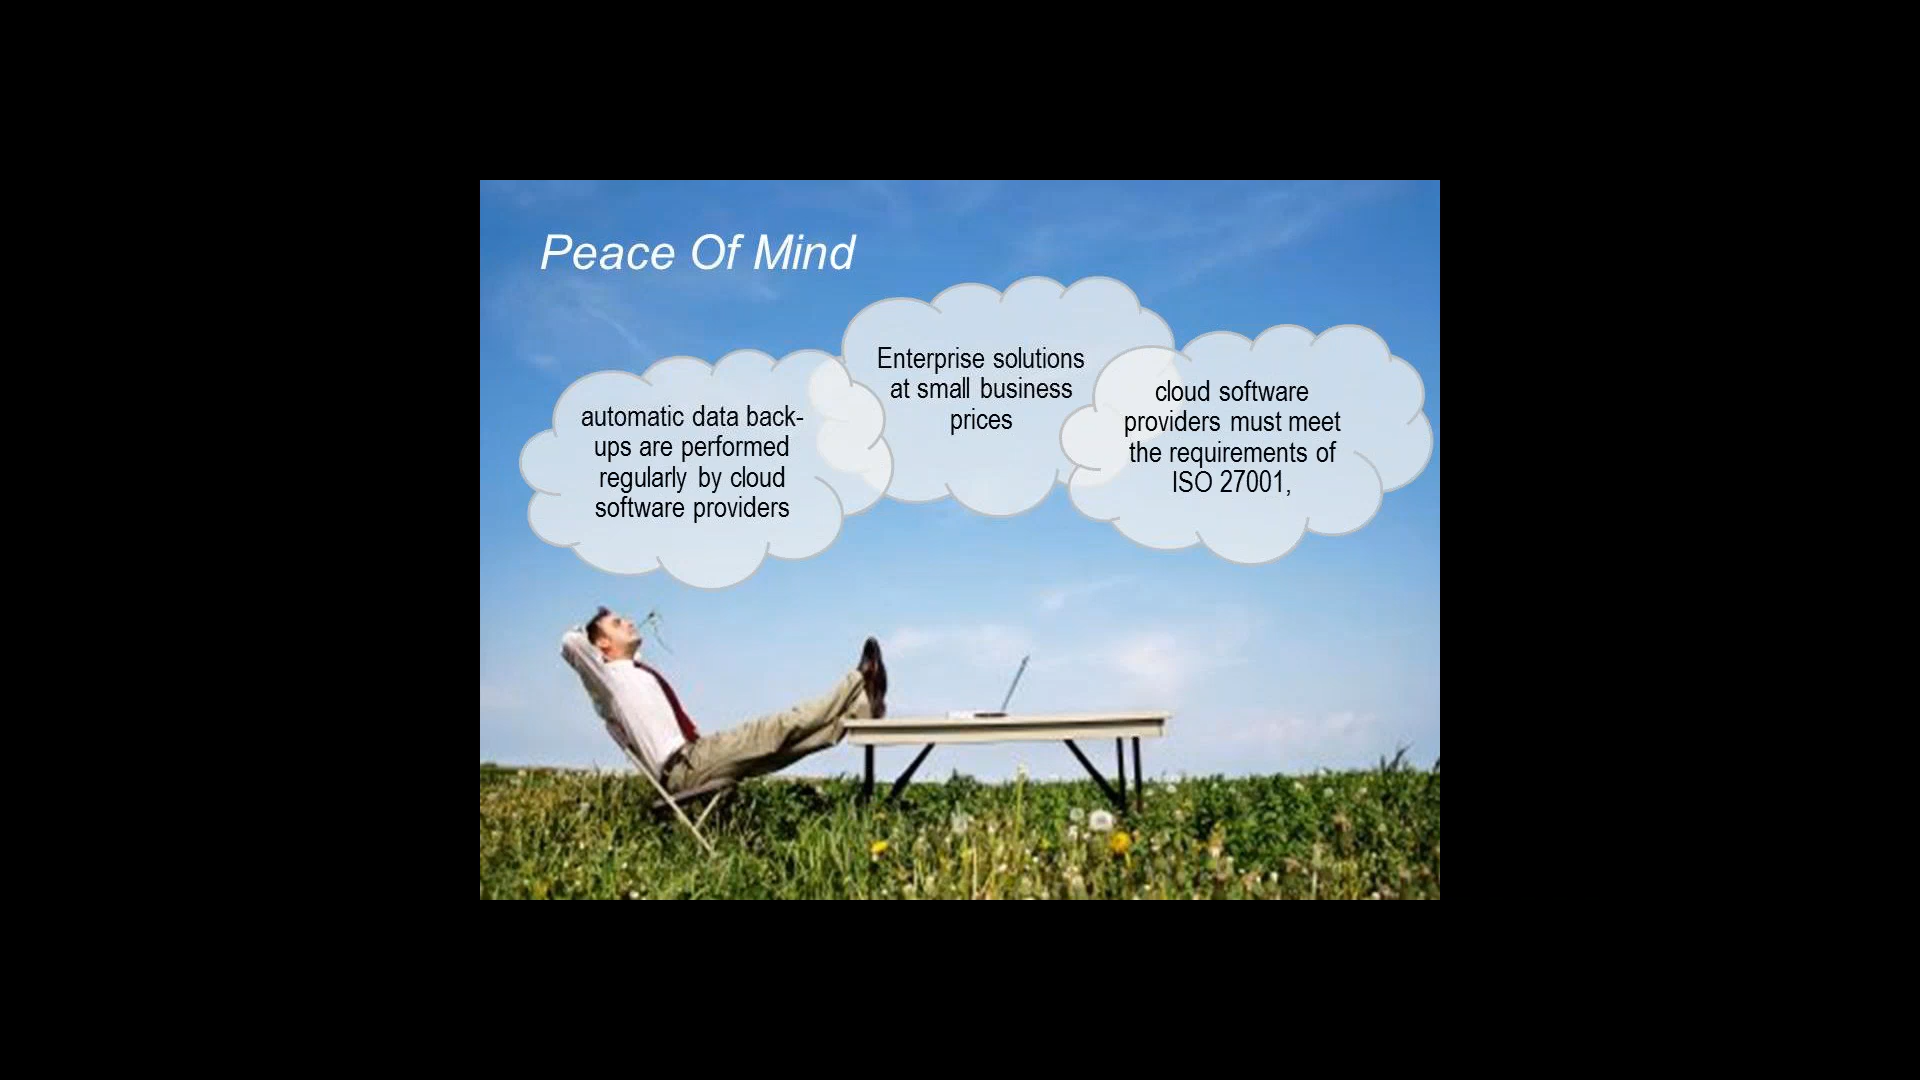 Peace Of Mind
automatic data back-
ups are performed
regularly by cloud
software providers
Enterprise solutions
at small business
prices
cloud software
providers must meet
the requirements of
ISO 27001,